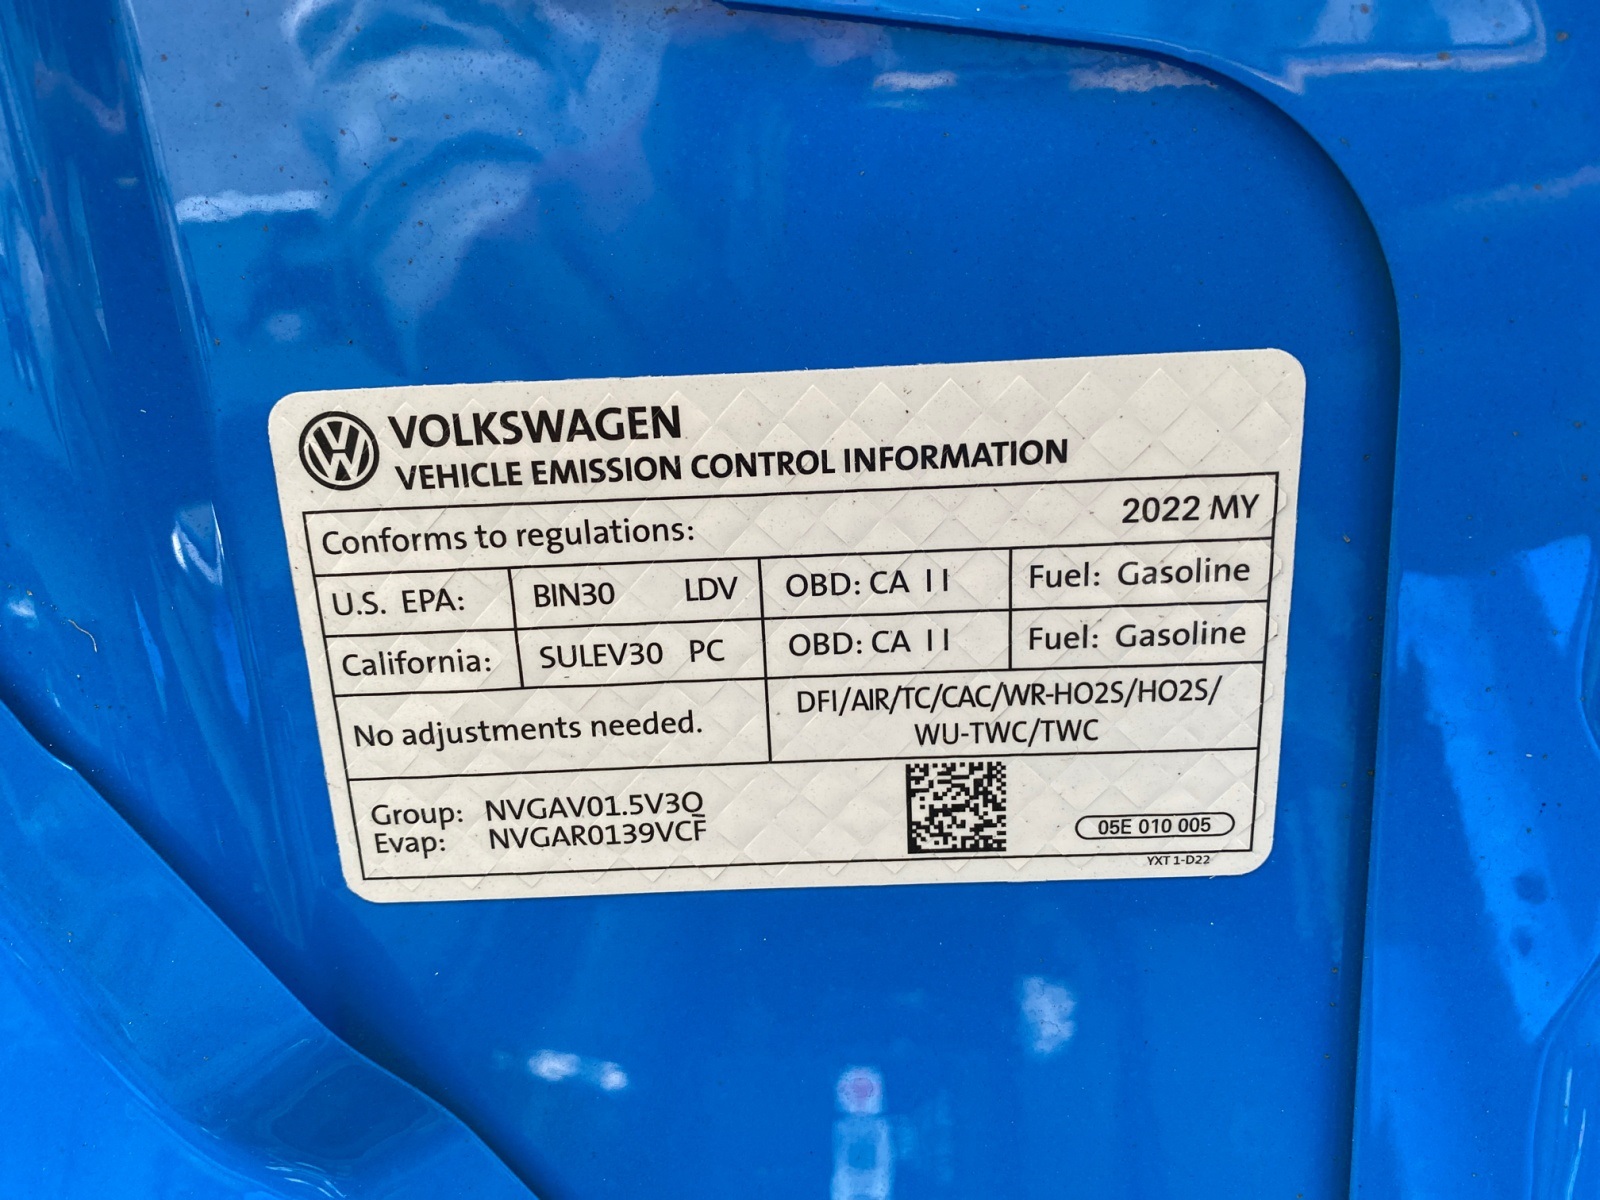 VOLKSWAGEN
VEHICLE EMISSION CONTROL INFORMATION
Conforms to regulations: 2022 MY
U.S. EPA: BIN30 LDV OBD: CA II Fuel: Gasoline
California: SULEV30 PC OBD: CA II Fuel: Gasoline
No adjustments needed. DFI/AIR/TC/CAC/WR-HO2S/HO2S/
WU-TWC/TWC
Group: NVGAV01.5V3Q
Evap: NVGAR0139VCF
05E 010 005
YXT 1-D22